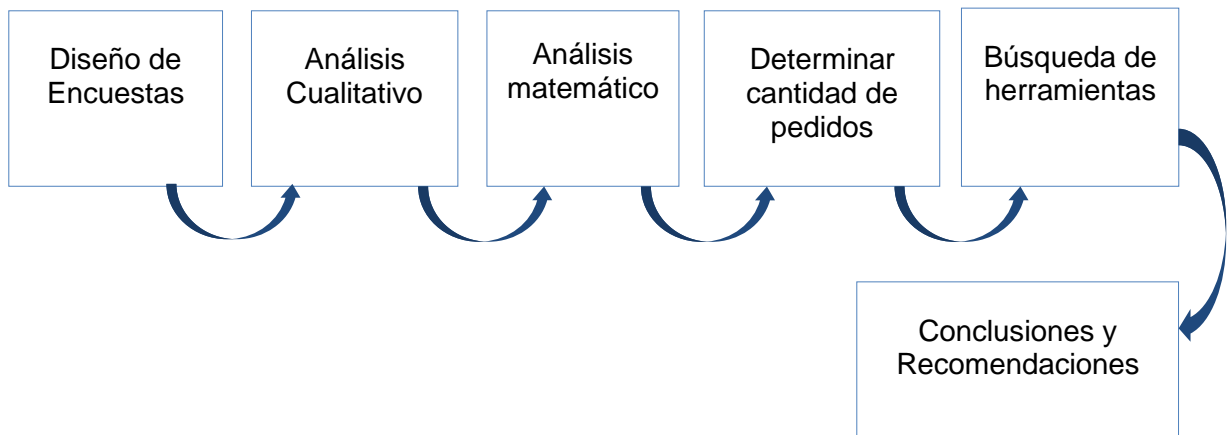 Diseño de
Encuestas
Análisis
Cualitativo
Análisis
matemático
Determinar
cantidad de
pedidos
Búsqueda de
herramientas
Conclusiones y
Recomendaciones